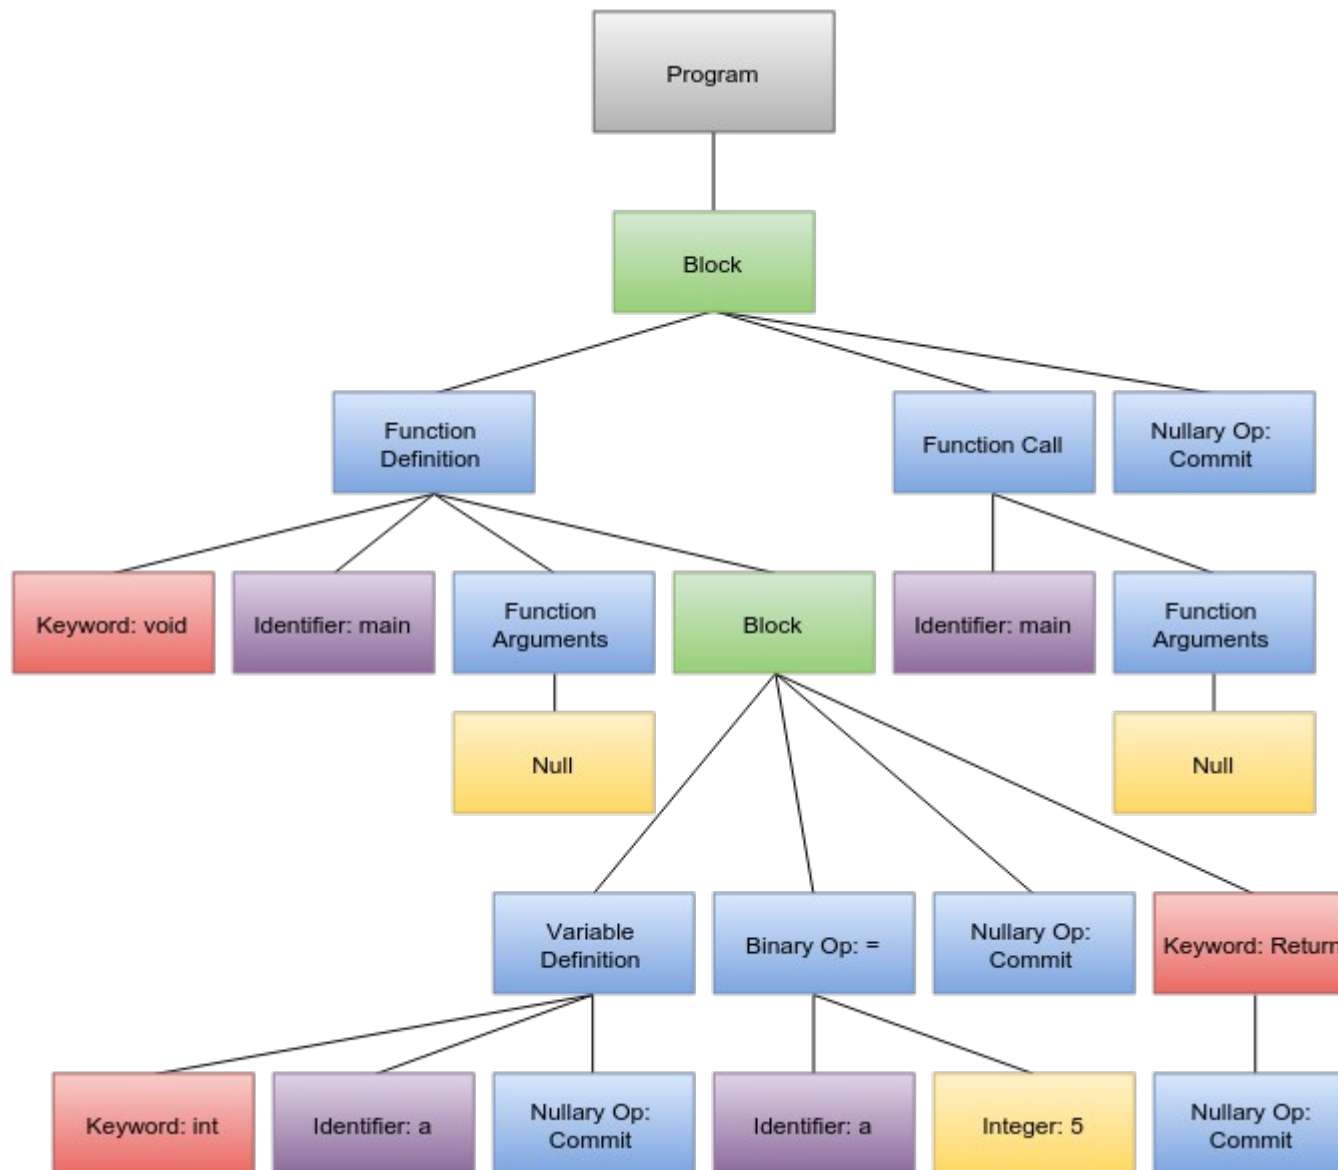 Program
Block
Function
Definition
Function Call
Nullary Op:
Commit
Keyword: void
Identifier: main
Function
Arguments
Block
Identifier: main
Function
Arguments
Null
Null
Variable
Definition
Binary Op: =
Nullary Op:
Commit
Keyword: Return
Keyword: int
Identifier: a
Nullary Op:
Commit
Identifier: a
Integer: 5
Nullary Op:
Commit